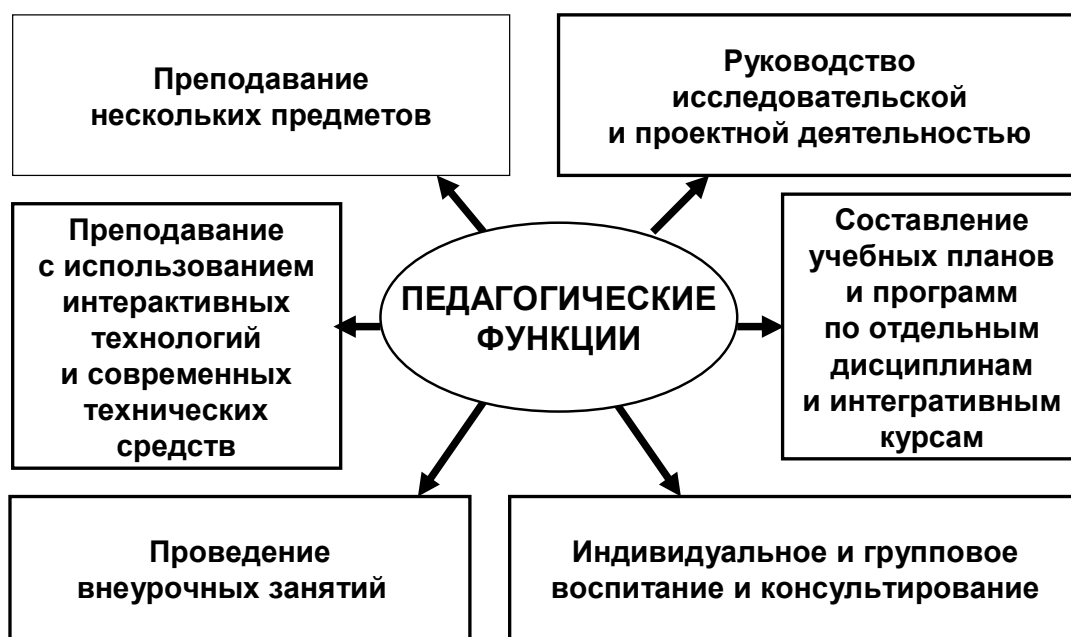 Преподавание
нескольких предметов
Руководство
исследовательской
и проектной деятельностью
Преподавание
с использованием
интерактивных
технологий
и современных
технических
средств
ПЕДАГОГИЧЕСКИЕ
ФУНКЦИИ
Составление
учебных планов
и программ
по отдельным
дисциплинам
и интегративным
курсам
Проведение
внеурочных занятий
Индивидуальное и групповое
воспитание и консультирование